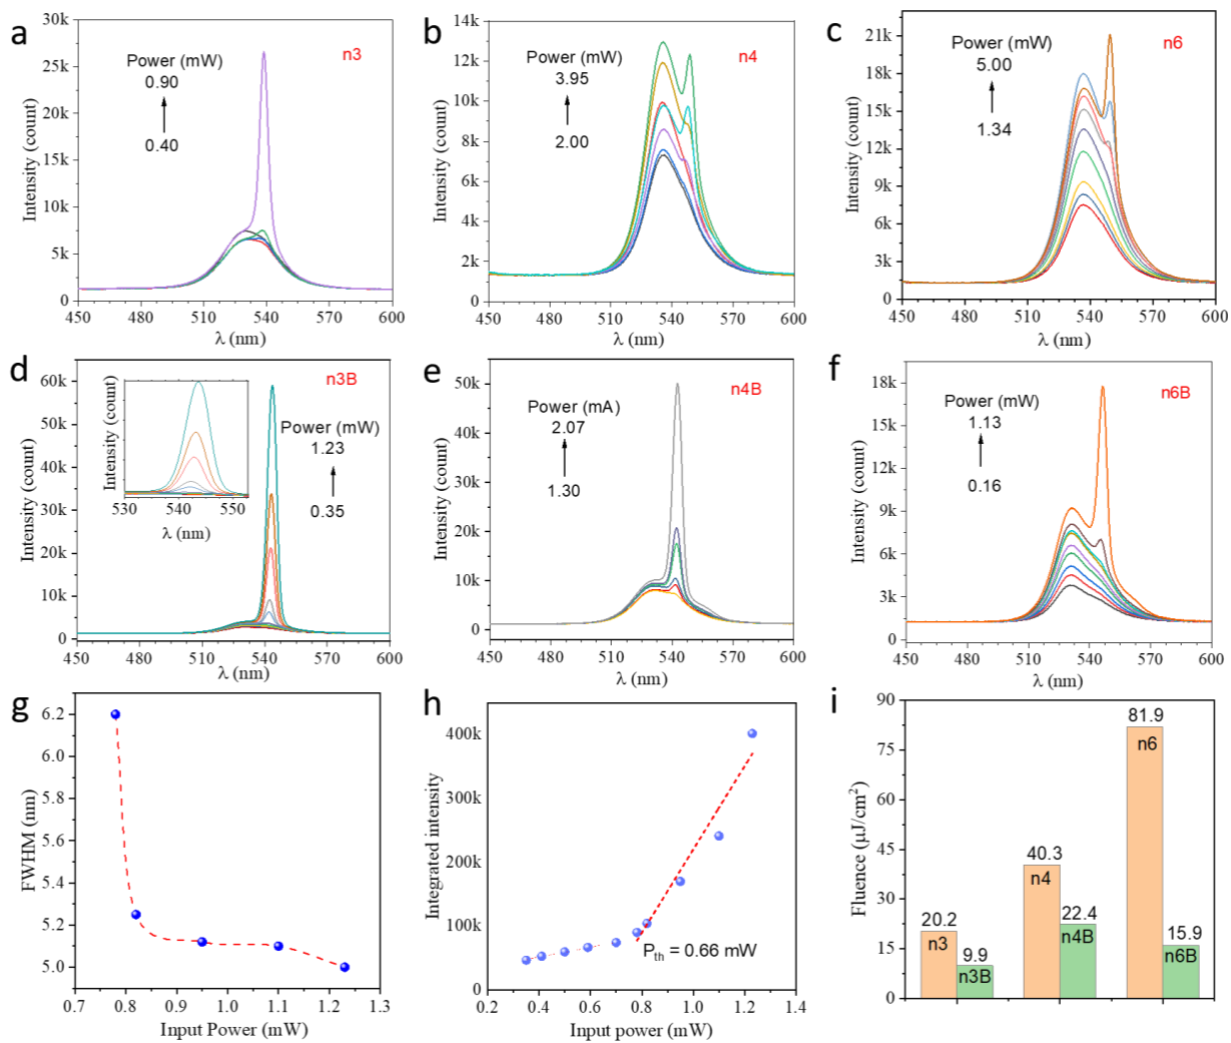 a
30k
25k
20k
15k
10k
5k
0
Intensity (count)
Power (mW)
0.90
0.40
n3
450 480 510 540 570 600
λ (nm)
b
14k
12k
10k
8k
6k
4k
2k
0
Intensity (count)
Power (mW)
3.95
2.00
n4
450 480 510 540 570 600
λ (nm)
c
21k
18k
15k
12k
9k
6k
3k
0
Intensity (count)
Power (mW)
5.00
1.34
n6
450 480 510 540 570 600
λ (nm)
d
60k
50k
40k
30k
20k
10k
0
Intensity (count)
Intensity (count)
530 540 550
λ (nm)
n3B
Power (mW)
1.23
0.35
450 480 510 540 570 600
λ (nm)
e
50k
40k
30k
20k
10k
0
Intensity (count)
Power (mA)
2.07
1.30
n4B
450 480 510 540 570 600
λ (nm)
f
18k
15k
12k
9k
6k
3k
0
Intensity (count)
Power (mW)
1.13
0.16
n6B
450 480 510 540 570 600
λ (nm)
g
6.2
6.0
5.8
5.6
5.4
5.2
5.0
FWHM (nm)
0.7 0.8 0.9 1.0 1.1 1.2 1.3
Input Power (mW)
h
400k
300k
200k
100k
0
Integrated intensity
P_th = 0.66 mW
0.2 0.4 0.6 0.8 1.0 1.2 1.4
Input power (mW)
i
90
75
60
45
30
15
0
Fluence (μJ/cm²)
20.2
n3
9.9
n3B
40.3
n4
22.4
n4B
81.9
n6
15.9
n6B